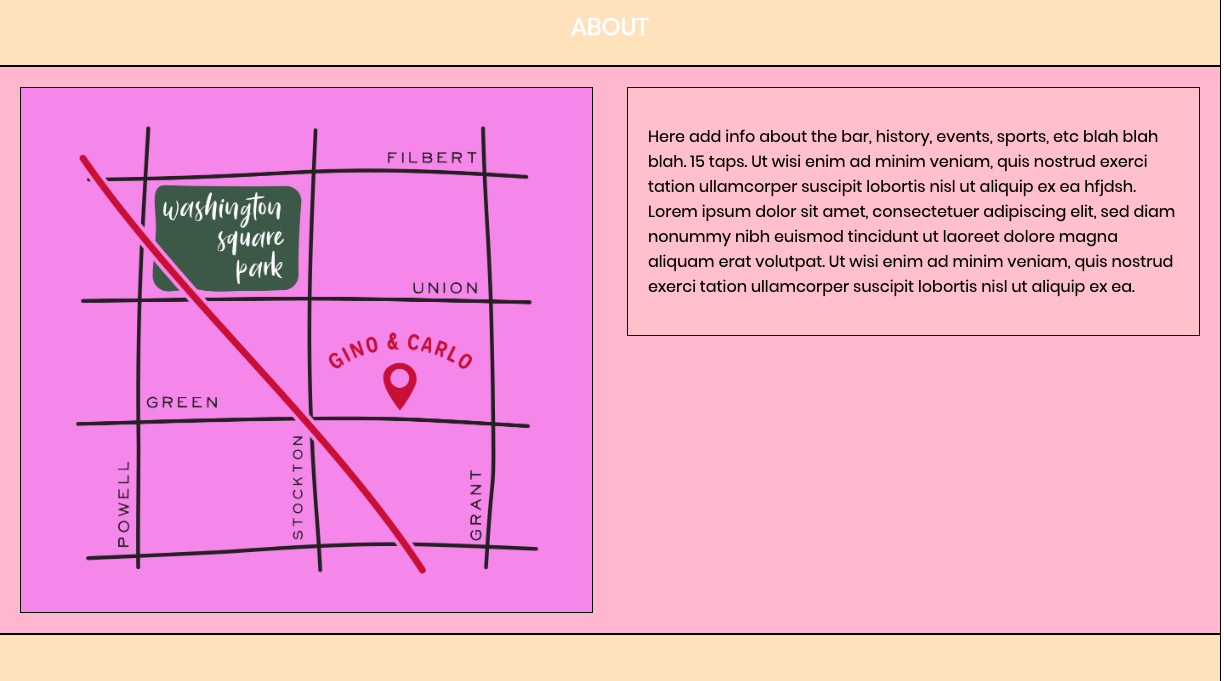 ABOUT
FILBERT
washington
square
park
UNION
GINO & CARLO
GREEN
POWELL
STOCKTON
GRANT
Here add info about the bar, history, events, sports, etc blah blah
blah. 15 taps. Ut wisi enim ad minim veniam, quis nostrud exerci
tation ullamcorper suscipit lobortis nisl ut aliquip ex ea hfjdsh.
Lorem ipsum dolor sit amet, consectetuer adipiscing elit, sed diam
nonummy nibh euismod tincidunt ut laoreet dolore magna
aliquam erat volutpat. Ut wisi enim ad minim veniam, quis nostrud
exerci tation ullamcorper suscipit lobortis nisl ut aliquip ex ea.